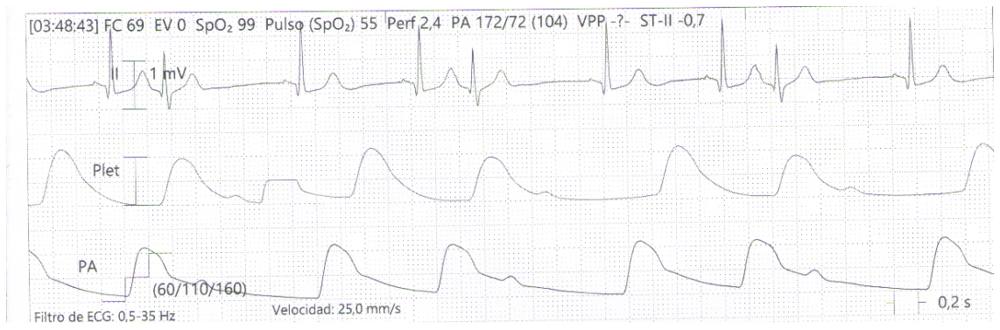 [03:48:43] FC 69 EV 0 SpO₂ 99 Pulso (SpO₂) 55 Perf 2,4 PA 172/72 (104) VPP -?- ST-II -0,7
II 1 mV
Plet
PA
(60/110/160)
Filtro de ECG: 0,5-35 Hz Velocidad: 25,0 mm/s 0,2 s